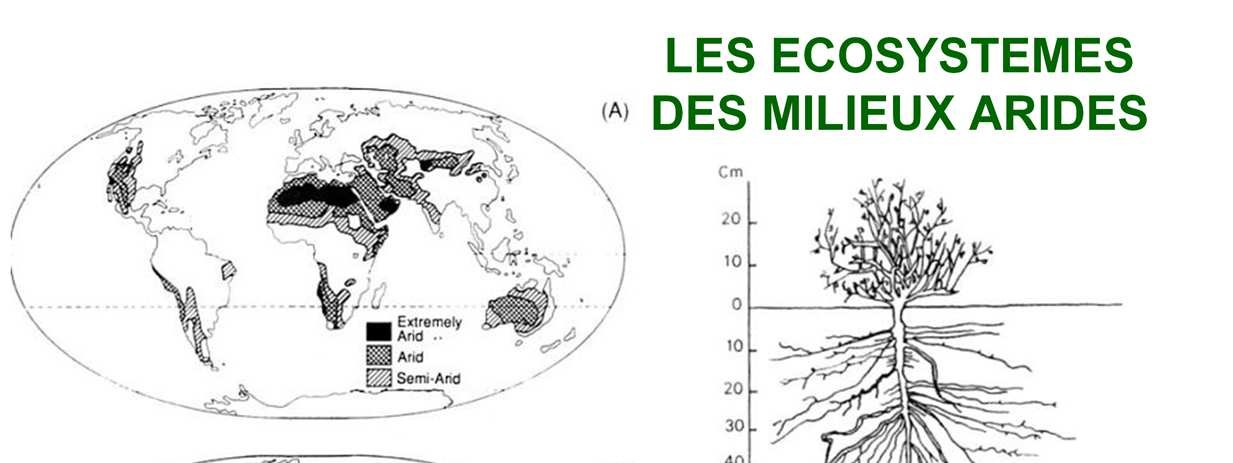 LES ECOSYSTEMES
DES MILIEUX ARIDES
(A)
Extremely
Arid
Arid
Semi-Arid
Cm
20
10
0
10
20
30
40